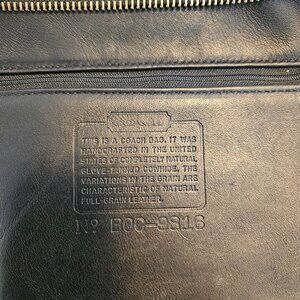 THIS IS A COACH BAG. IT WAS
HANDCRAFTED IN THE UNITED
STATES OF COMPLETELY NATURAL
GLOVE-TANNED COWHIDE. THE
VARIATIONS IN THE GRAIN ARE
CHARACTERISTIC OF NATURAL
FULL-GRAIN LEATHER.
Nº BOC-9816